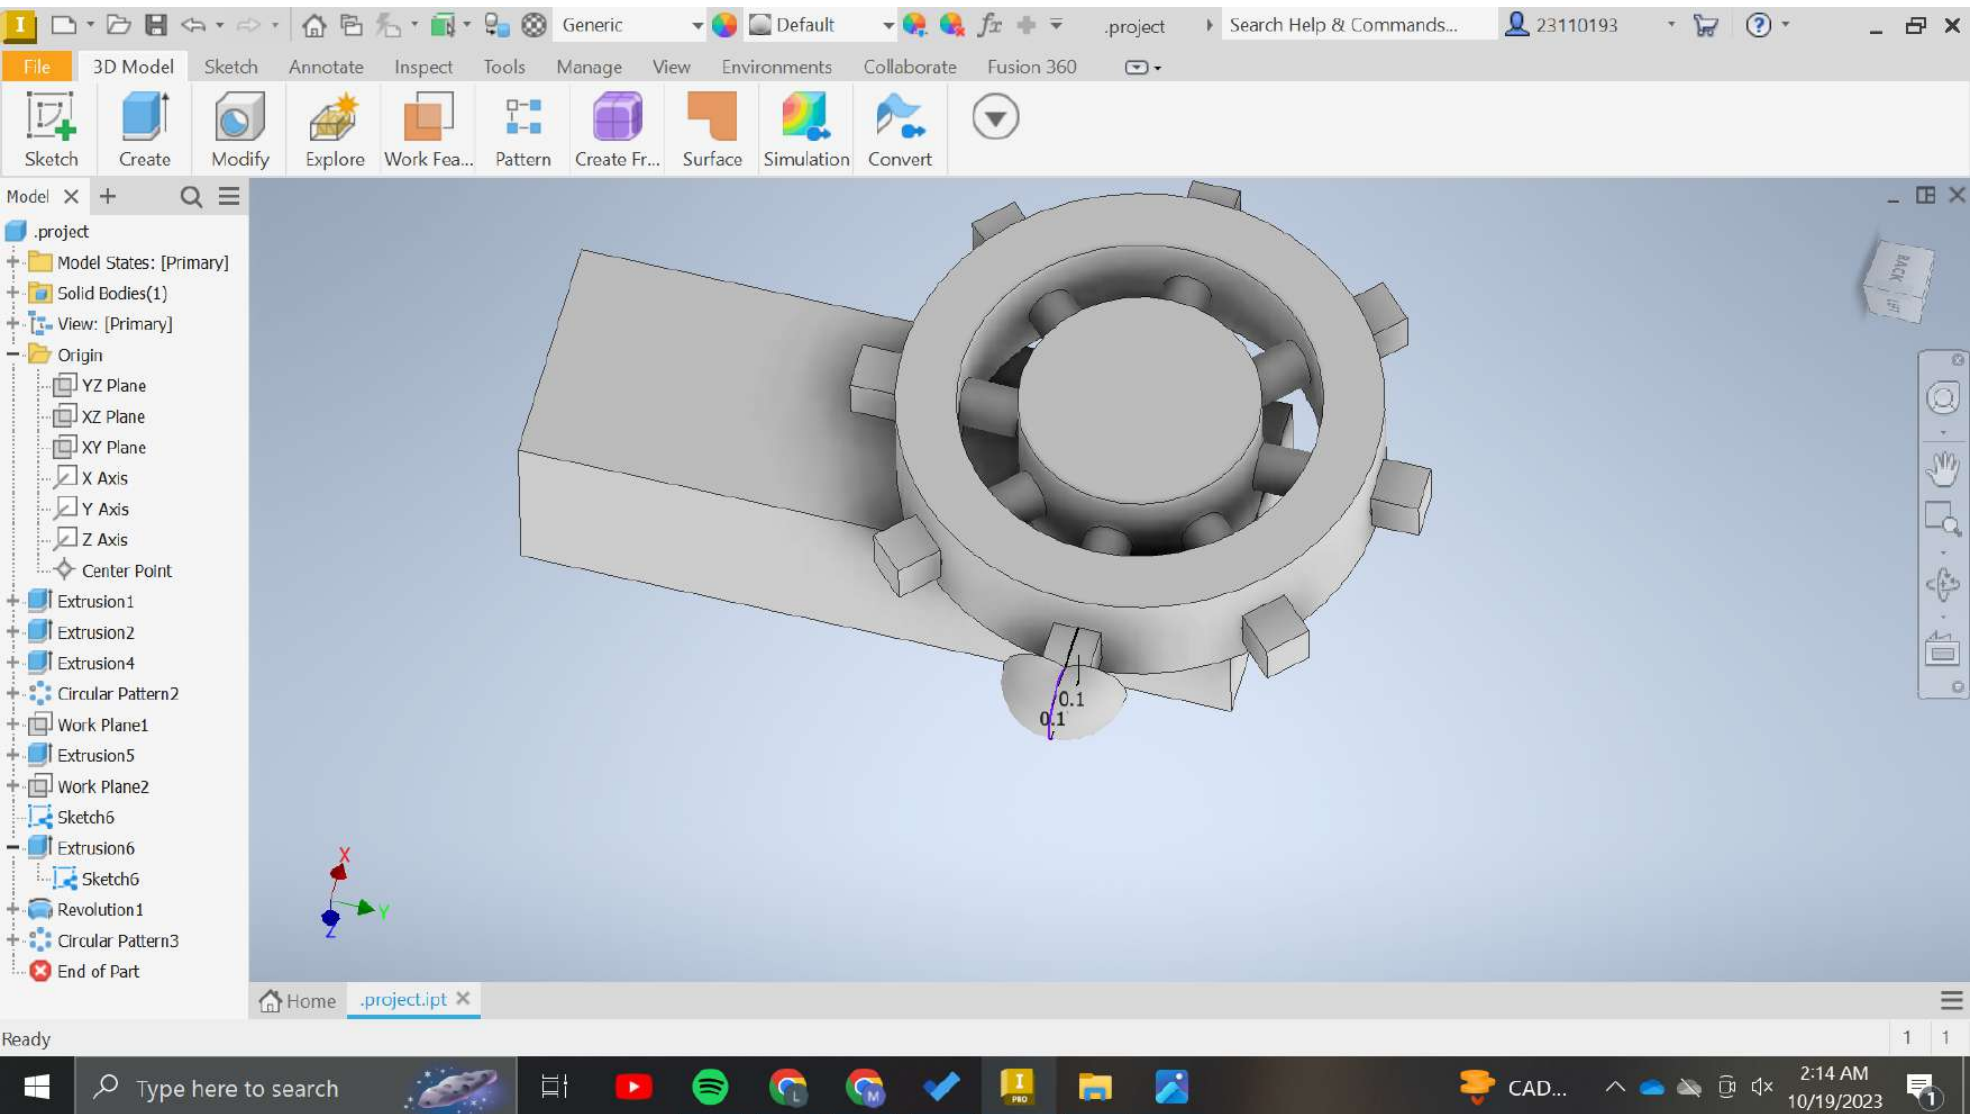 I Generic Default fx .project Search Help & Commands... 23110193 ?
File 3D Model Sketch Annotate Inspect Tools Manage View Environments Collaborate Fusion 360
Sketch Create Modify Explore Work Fea... Pattern Create Fr... Surface Simulation Convert
Model
.project
Model States: [Primary]
Solid Bodies(1)
View: [Primary]
Origin
YZ Plane
XZ Plane
XY Plane
X Axis
Y Axis
Z Axis
Center Point
Extrusion1
Extrusion2
Extrusion4
Circular Pattern2
Work Plane1
Extrusion5
Work Plane2
Sketch6
Extrusion6
Sketch6
Revolution1
Circular Pattern3
End of Part
BACK
0.1
0.1
X
Y
Z
Home .project.ipt
Ready 1 1
Type here to search L M I PRO CAD... 2:14 AM
10/19/2023 1